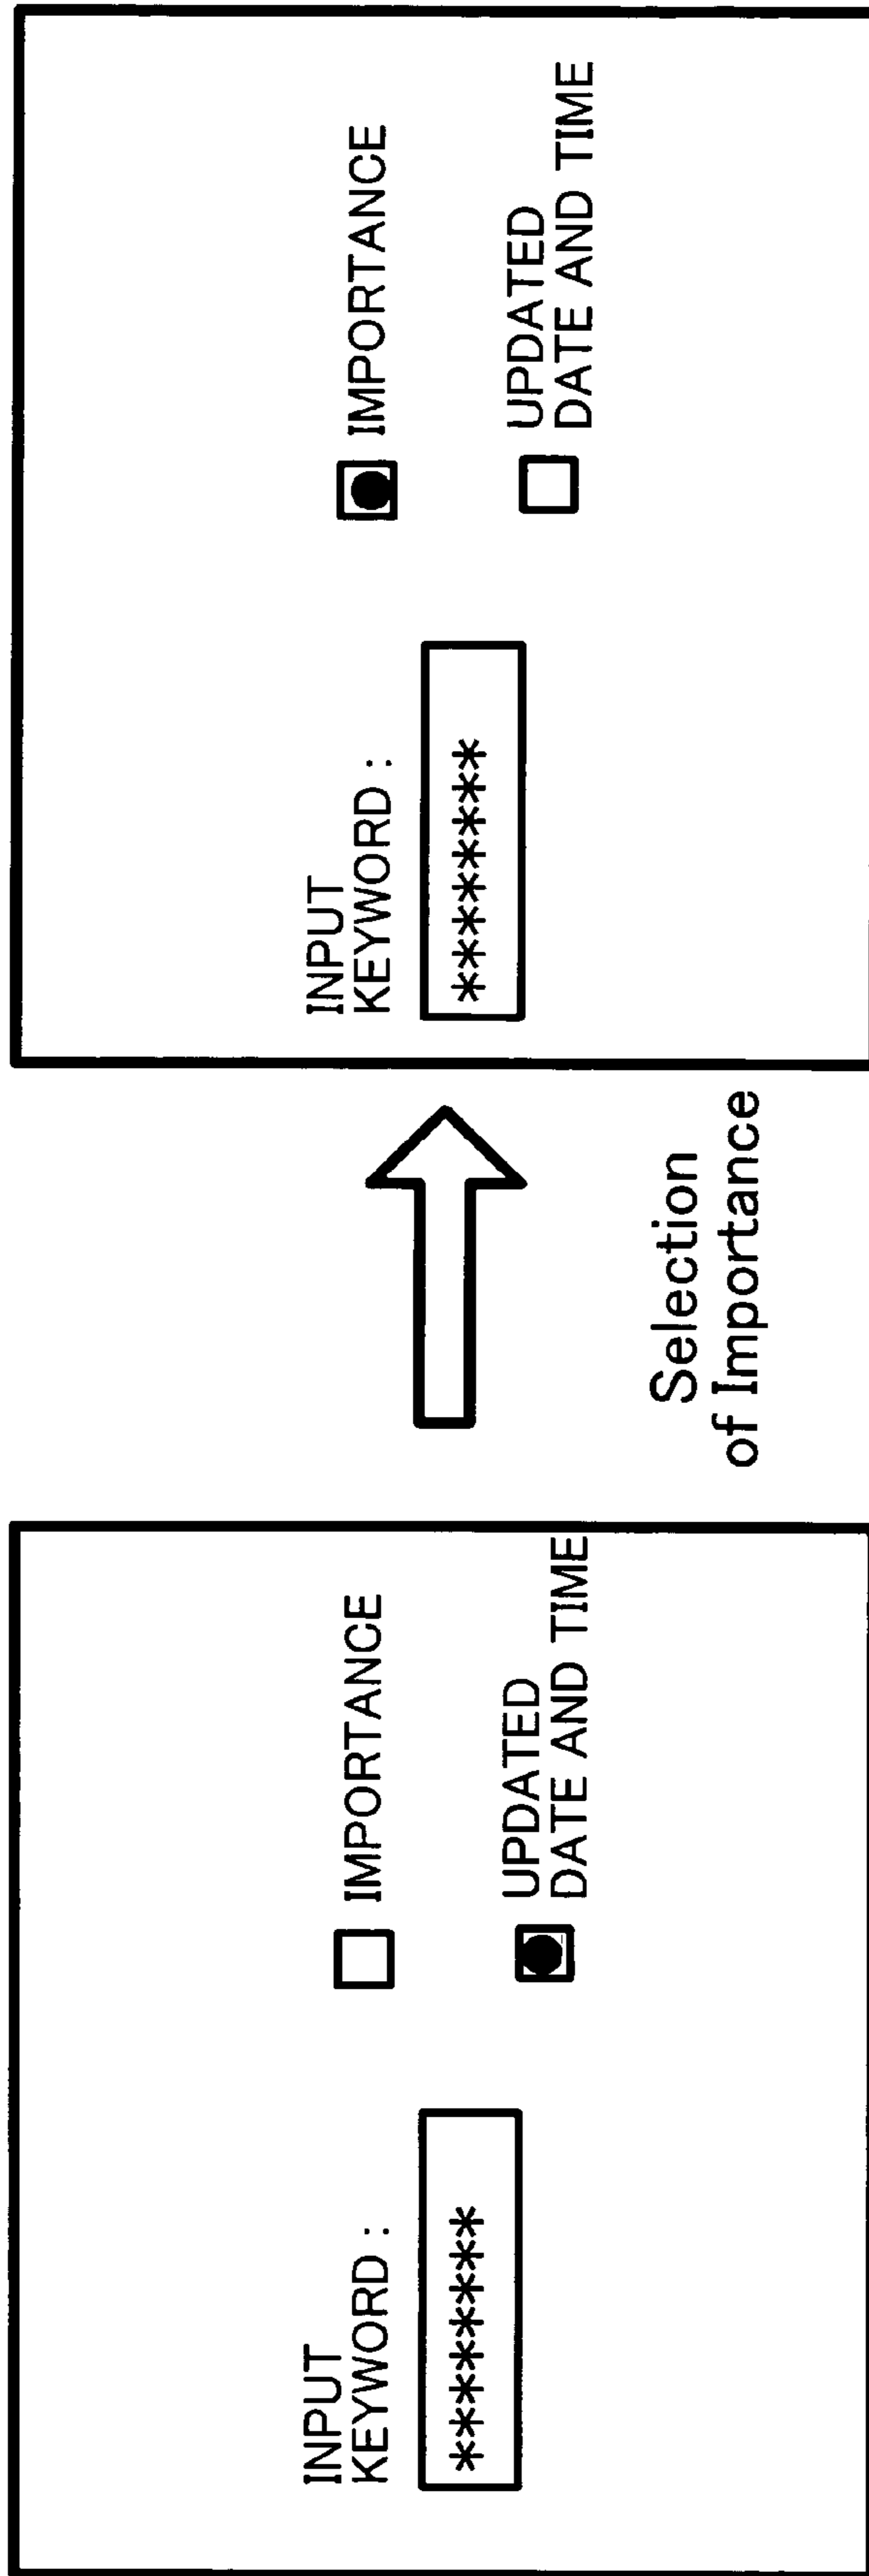 INPUT
KEYWORD :
********
IMPORTANCE
UPDATED
DATE AND TIME
Selection
of Importance
INPUT
KEYWORD :
********
IMPORTANCE
UPDATED
DATE AND TIME